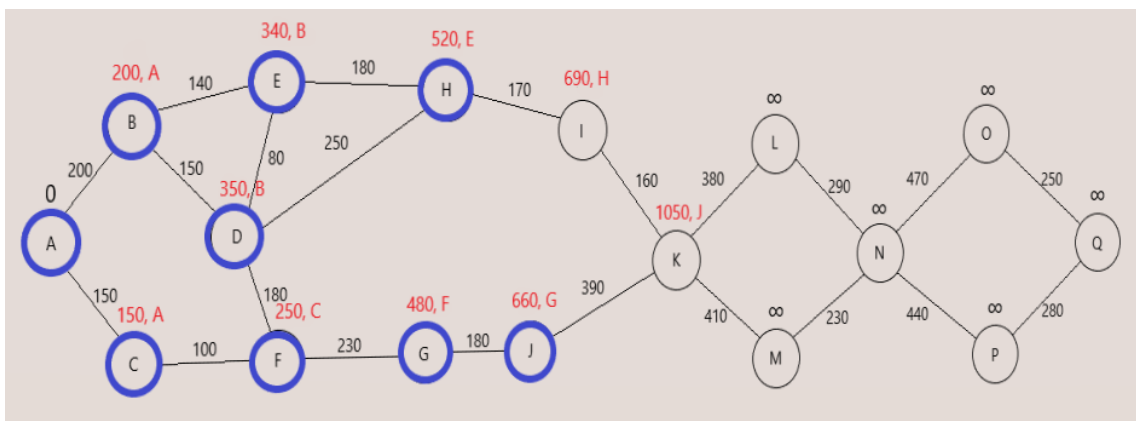 340, B
520, E
200, A
140
E
180
H
170
690, H
∞
∞
B
I
L
O
200
150
80
250
160
380
290
470
250
0
350, B
1050, J
∞
∞
A
D
K
N
Q
150
180
390
410
230
440
280
150, A
250, C
480, F
660, G
∞
∞
C
100
F
230
G
180
J
M
P